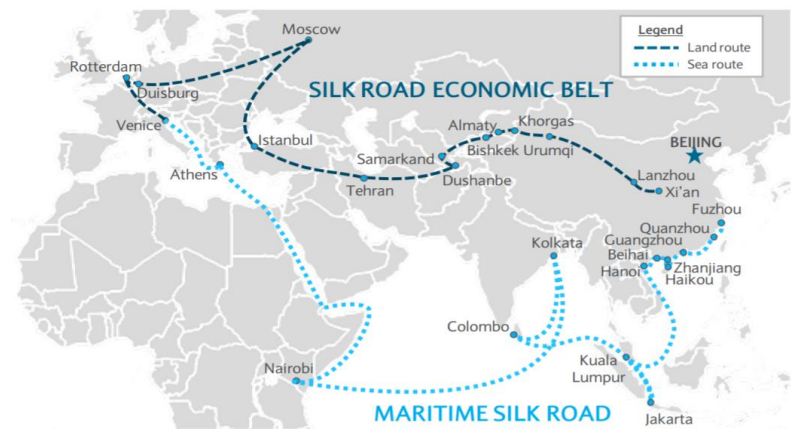 Moscow
Legend
Land route
Sea route
Rotterdam
Duisburg
SILK ROAD ECONOMIC BELT
Venice
Istanbul
Almaty
Khorgas
Bishkek
Urumqi
BEIJING
Samarkand
Athens
Tehran
Dushanbe
Lanzhou
Xi'an
Fuzhou
Quanzhou
Guangzhou
Beihai
Zhanjiang
Hanoi
Haikou
Kolkata
Colombo
Kuala
Lumpur
Nairobi
MARITIME SILK ROAD
Jakarta